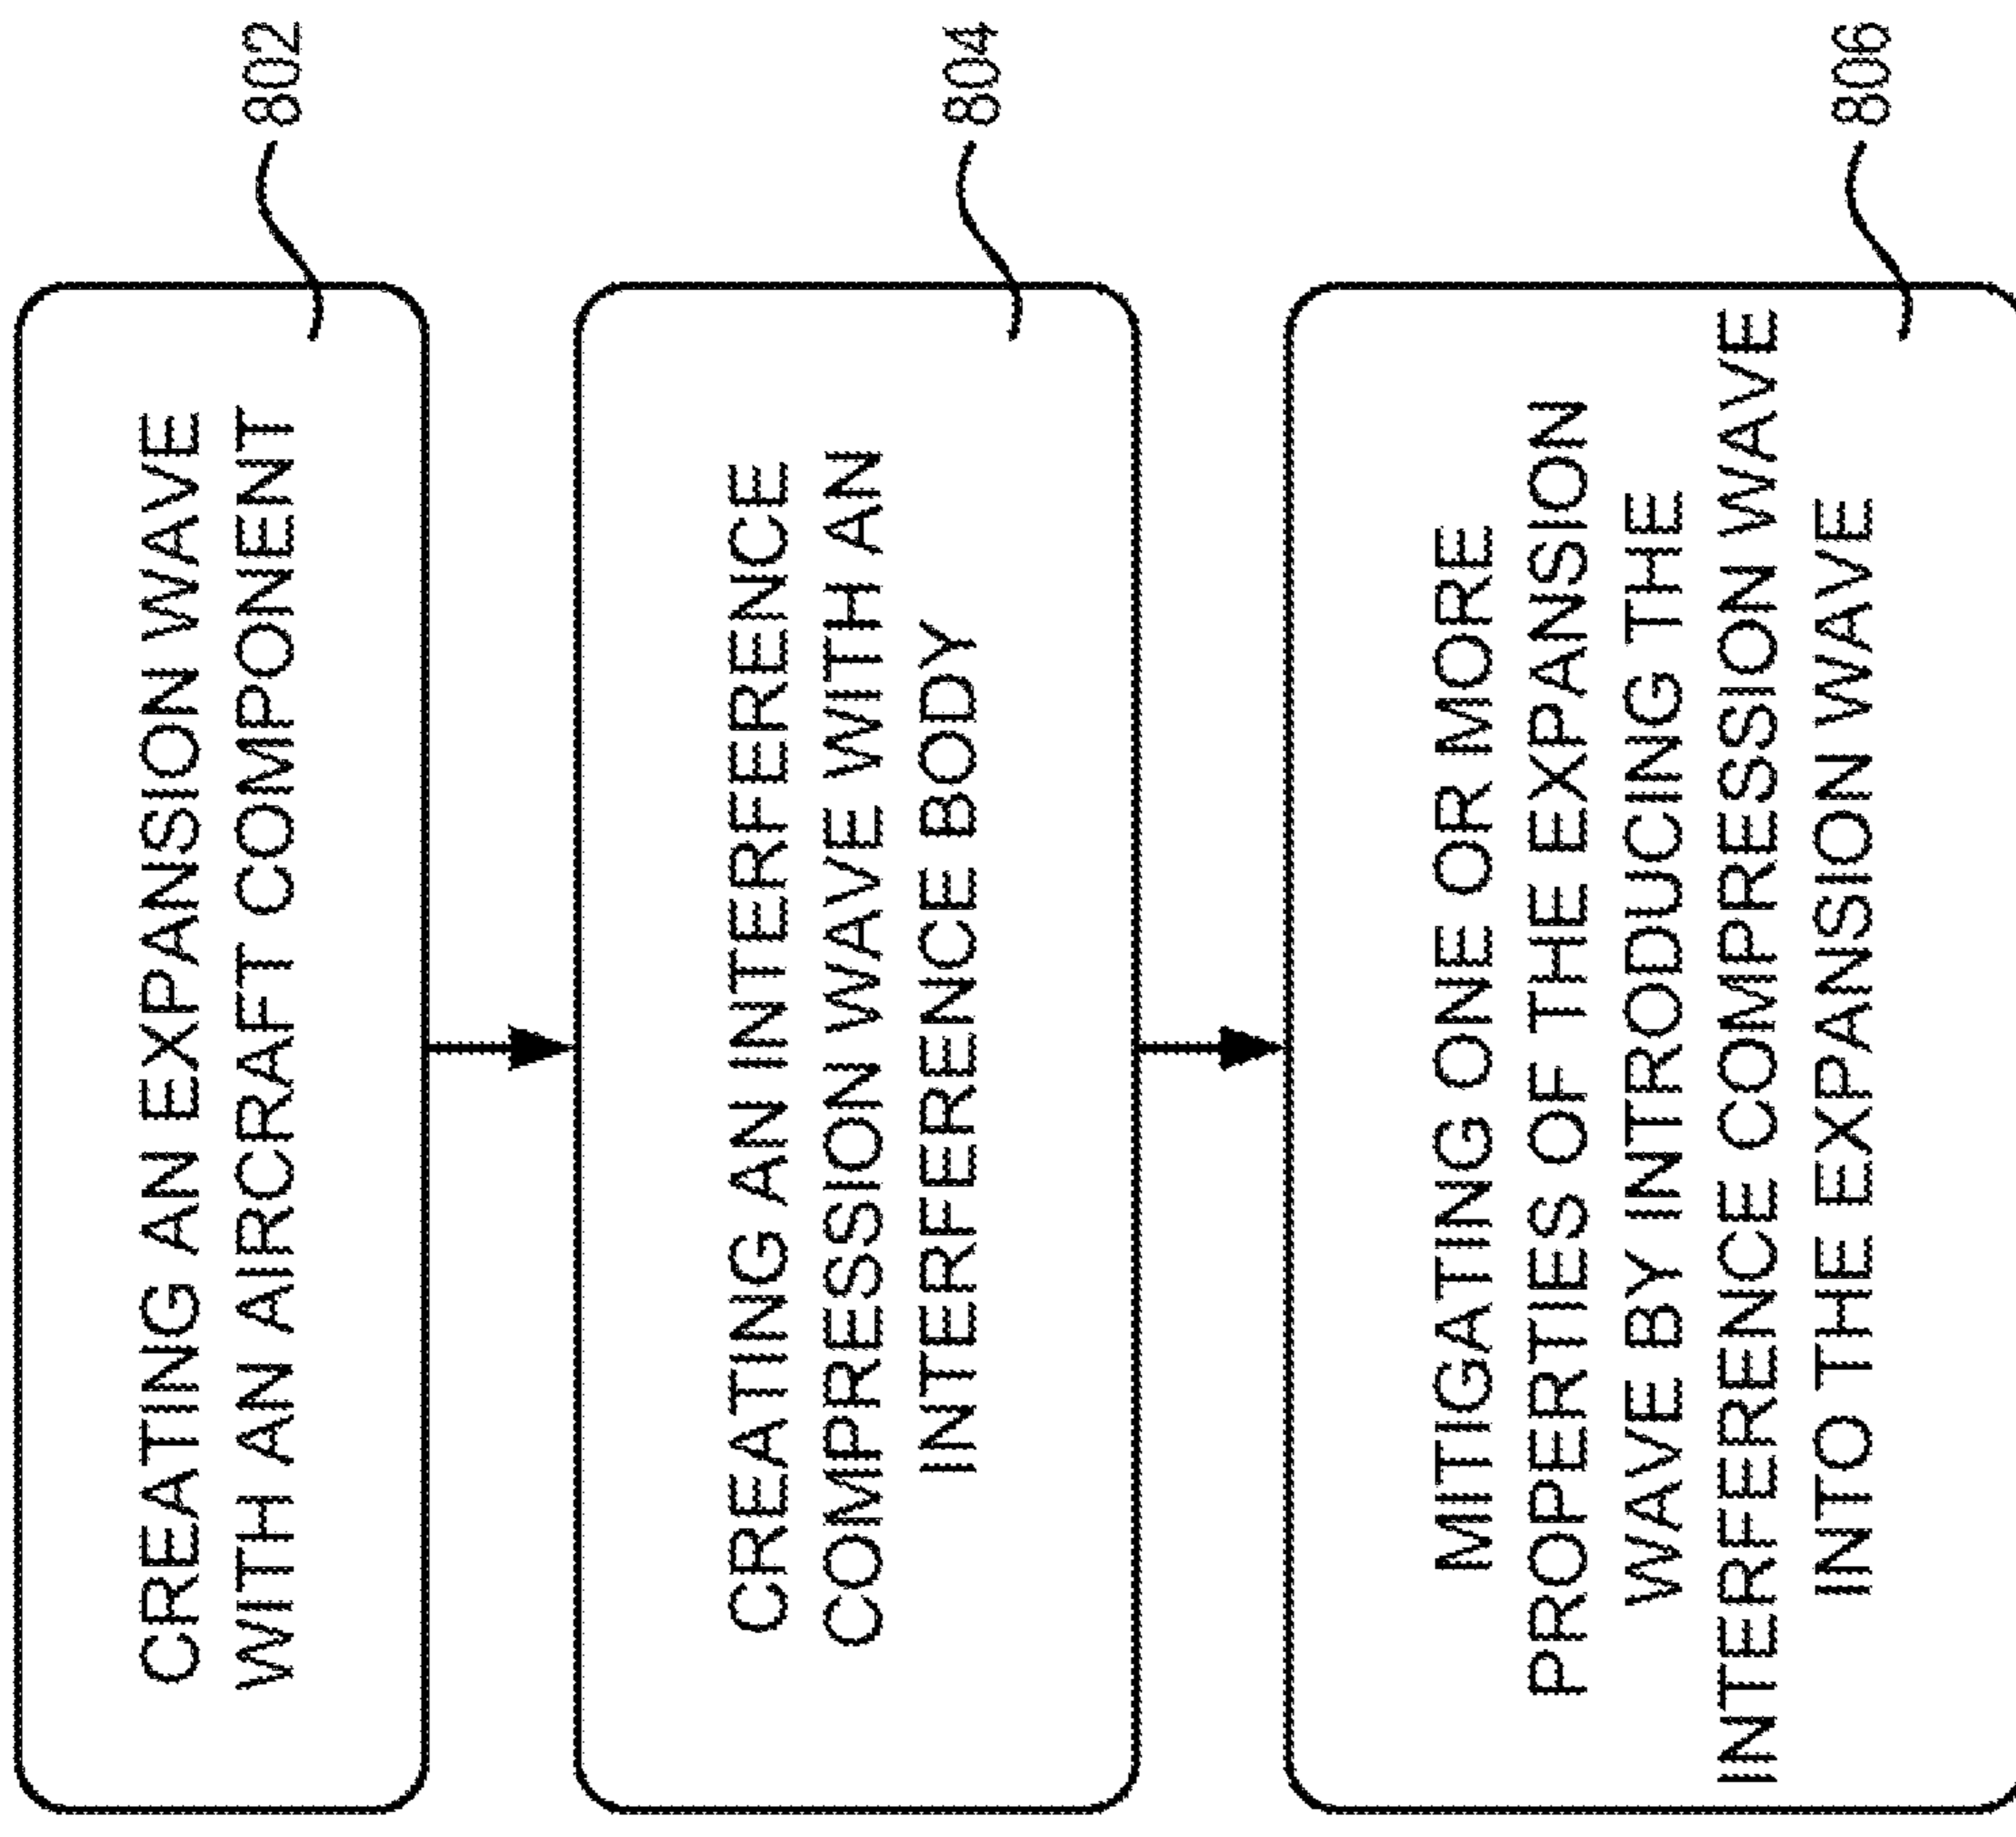 CREATING AN EXPANSION WAVE
WITH AN AIRCRAFT COMPONENT
802
CREATING AN INTERFERENCE
COMPRESSION WAVE WITH AN
INTERFERENCE BODY
804
MITIGATING ONE OR MORE
PROPERTIES OF THE EXPANSION
WAVE BY INTRODUCING THE
INTERFERENCE COMPRESSION WAVE
INTO THE EXPANSION WAVE
806